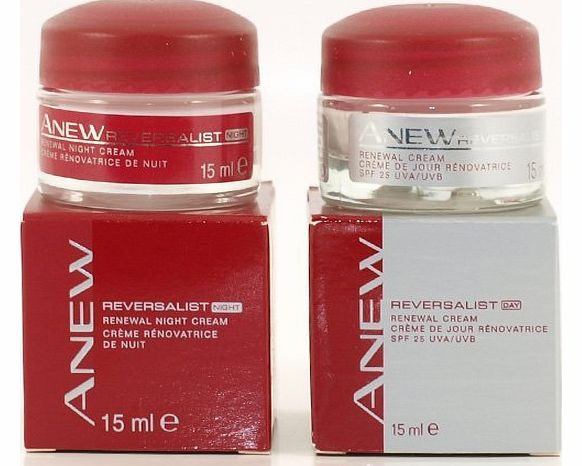 ANEW REVERSALIST NIGHT
RENEWAL NIGHT CREAM
CRÈME RÉNOVATRICE DE NUIT
15 ml ℮
ANEW REVERSALIST
RENEWAL CREAM
CRÈME DE JOUR RÉNOVATRICE
SPF 25 UVA/UVB
15 m
ANEW
REVERSALIST NIGHT
RENEWAL NIGHT CREAM
CRÈME RÉNOVATRICE
DE NUIT
15 ml ℮
ANEW
REVERSALIST DAY
RENEWAL CREAM
CRÈME DE JOUR RÉNOVATRICE
SPF 25 UVA/UVB
15 ml ℮